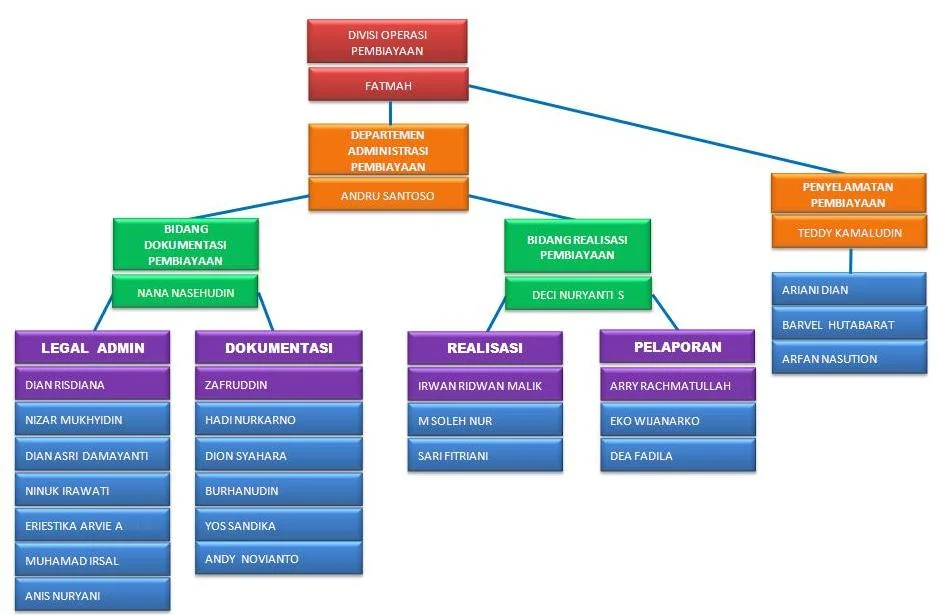 DIVISI OPERASI
PEMBIAYAAN
FATMAH
DEPARTEMEN
ADMINISTRASI
PEMBIAYAAN
ANDRU SANTOSO
PENYELAMATAN
PEMBIAYAAN
TEDDY KAMALUDIN
ARIANI DIAN
BARVEL HUTABARAT
ARFAN NASUTION
BIDANG
DOKUMENTASI
PEMBIAYAAN
NANA NASEHUDIN
BIDANG REALISASI
PEMBIAYAAN
DECI NURYANTI S
LEGAL ADMIN
DIAN RISDIANA
NIZAR MUKHYIDIN
DIAN ASRI DAMAYANTI
NINUK IRAWATI
ERIESTIKA ARVIE A
MUHAMAD IRSAL
ANIS NURYANI
DOKUMENTASI
ZAFRUDDIN
HADI NURKARNO
DION SYAHARA
BURHANUDIN
YOS SANDIKA
ANDY NOVIANTO
REALISASI
IRWAN RIDWAN MALIK
M SOLEH NUR
SARI FITRIANI
PELAPORAN
ARRY RACHMATULLAH
EKO WIJANARKO
DEA FADILA